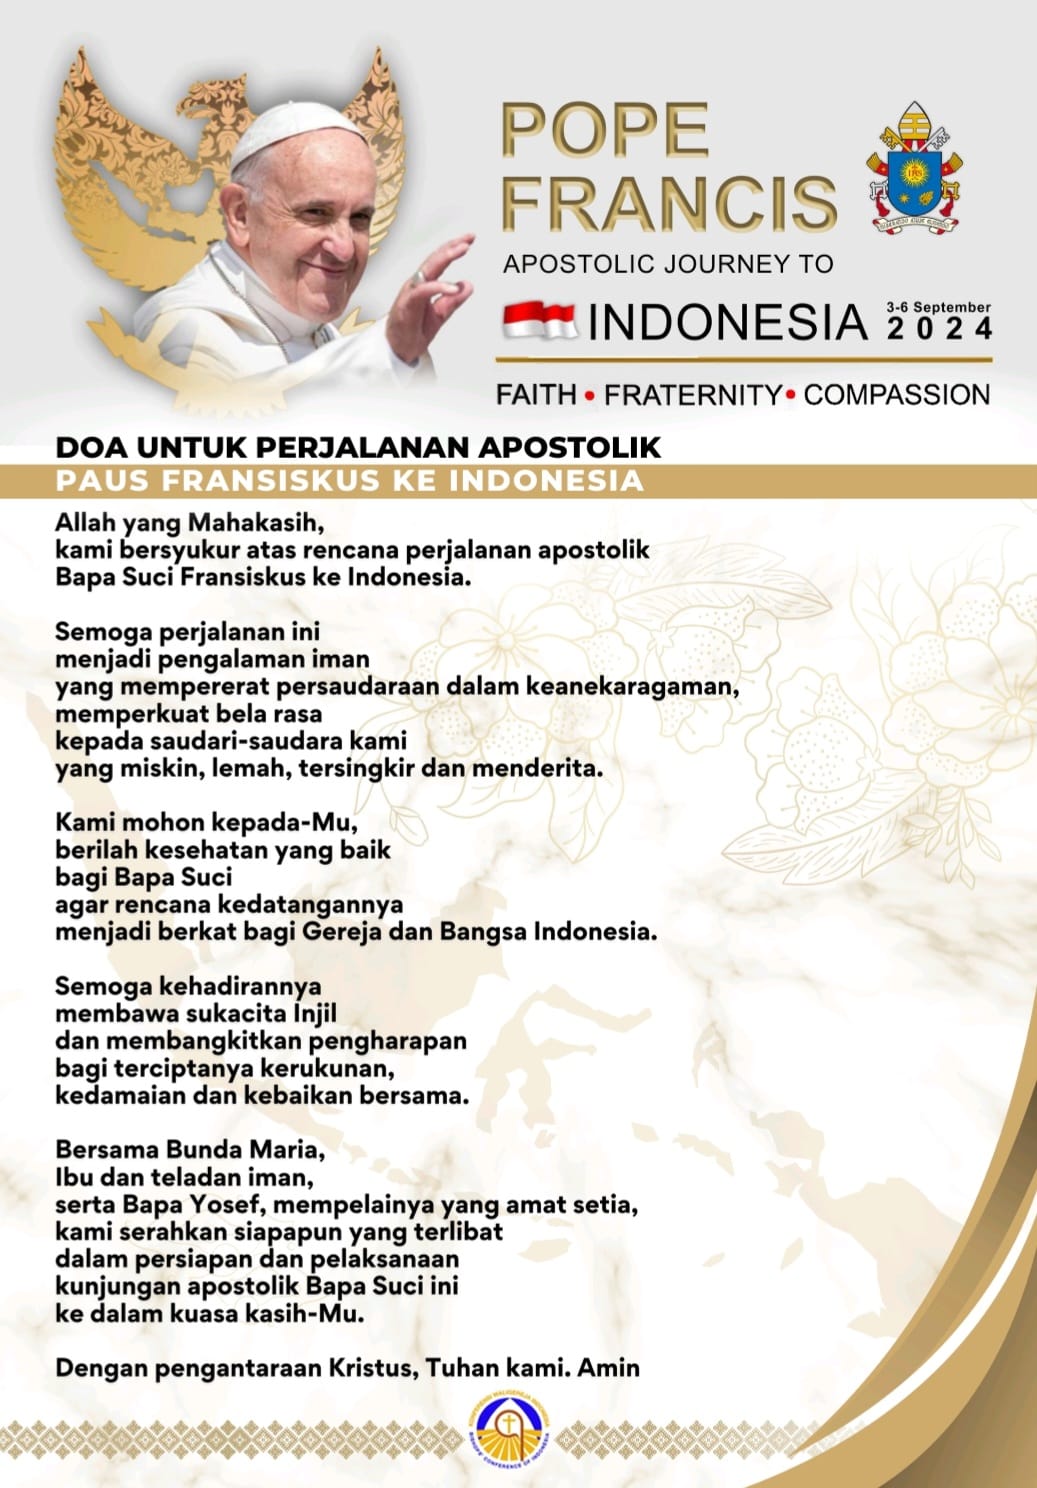 POPE
FRANCIS
APOSTOLIC JOURNEY TO
INDONESIA 3-6 September
2024
FAITH • FRATERNITY • COMPASSION
DOA UNTUK PERJALANAN APOSTOLIK
PAUS FRANSISKUS KE INDONESIA
Allah yang Mahakasih,
kami bersyukur atas rencana perjalanan apostolik
Bapa Suci Fransiskus ke Indonesia.
Semoga perjalanan ini
menjadi pengalaman iman
yang mempererat persaudaraan dalam keanekaragaman,
memperkuat bela rasa
kepada saudari-saudara kami
yang miskin, lemah, tersingkir dan menderita.
Kami mohon kepada-Mu,
berilah kesehatan yang baik
bagi Bapa Suci
agar rencana kedatangannya
menjadi berkat bagi Gereja dan Bangsa Indonesia.
Semoga kehadirannya
membawa sukacita Injil
dan membangkitkan pengharapan
bagi terciptanya kerukunan,
kedamaian dan kebaikan bersama.
Bersama Bunda Maria,
Ibu dan teladan iman,
serta Bapa Yosef, mempelainya yang amat setia,
kami serahkan siapapun yang terlibat
dalam persiapan dan pelaksanaan
kunjungan apostolik Bapa Suci ini
ke dalam kuasa kasih-Mu.
Dengan pengantaraan Kristus, Tuhan kami. Amin
KONFERENSI WALIGEREJA INDONESIA
BISHOPS' CONFERENCE OF INDONESIA